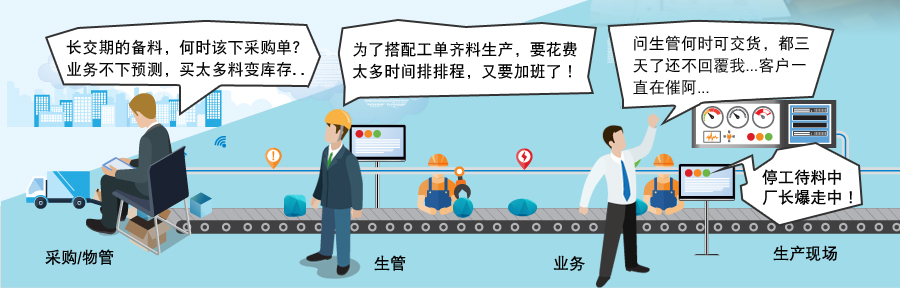 长交期的备料，何时该下采购单?
业务不下预测，买太多料变库存..
为了搭配工单齐料生产，要花费
太多时间排排程，又要加班了！
问生管何时可交货，都三
天了还不回覆我...客户一
直在催阿...
停工待料中
厂长爆走中！
采购/物管
生管
业务
生产现场